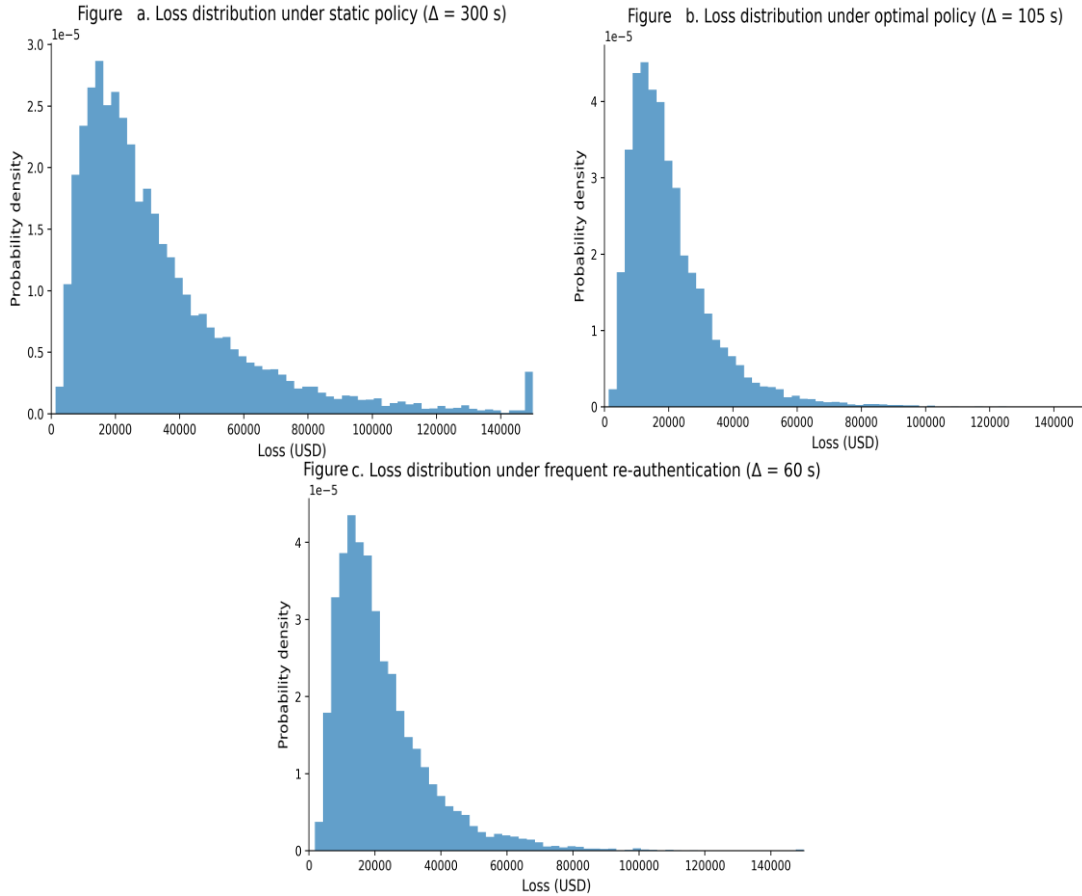 Figure a. Loss distribution under static policy (Δ = 300 s)
1e−5
3.0
2.5
2.0
1.5
1.0
0.5
0.0
Probability density
0 20000 40000 60000 80000 100000 120000 140000
Loss (USD)
Figure b. Loss distribution under optimal policy (Δ = 105 s)
1e−5
4
3
2
1
0
Probability density
0 20000 40000 60000 80000 100000 120000 140000
Loss (USD)
Figure c. Loss distribution under frequent re-authentication (Δ = 60 s)
1e−5
4
3
2
1
0
Probability density
0 20000 40000 60000 80000 100000 120000 140000
Loss (USD)